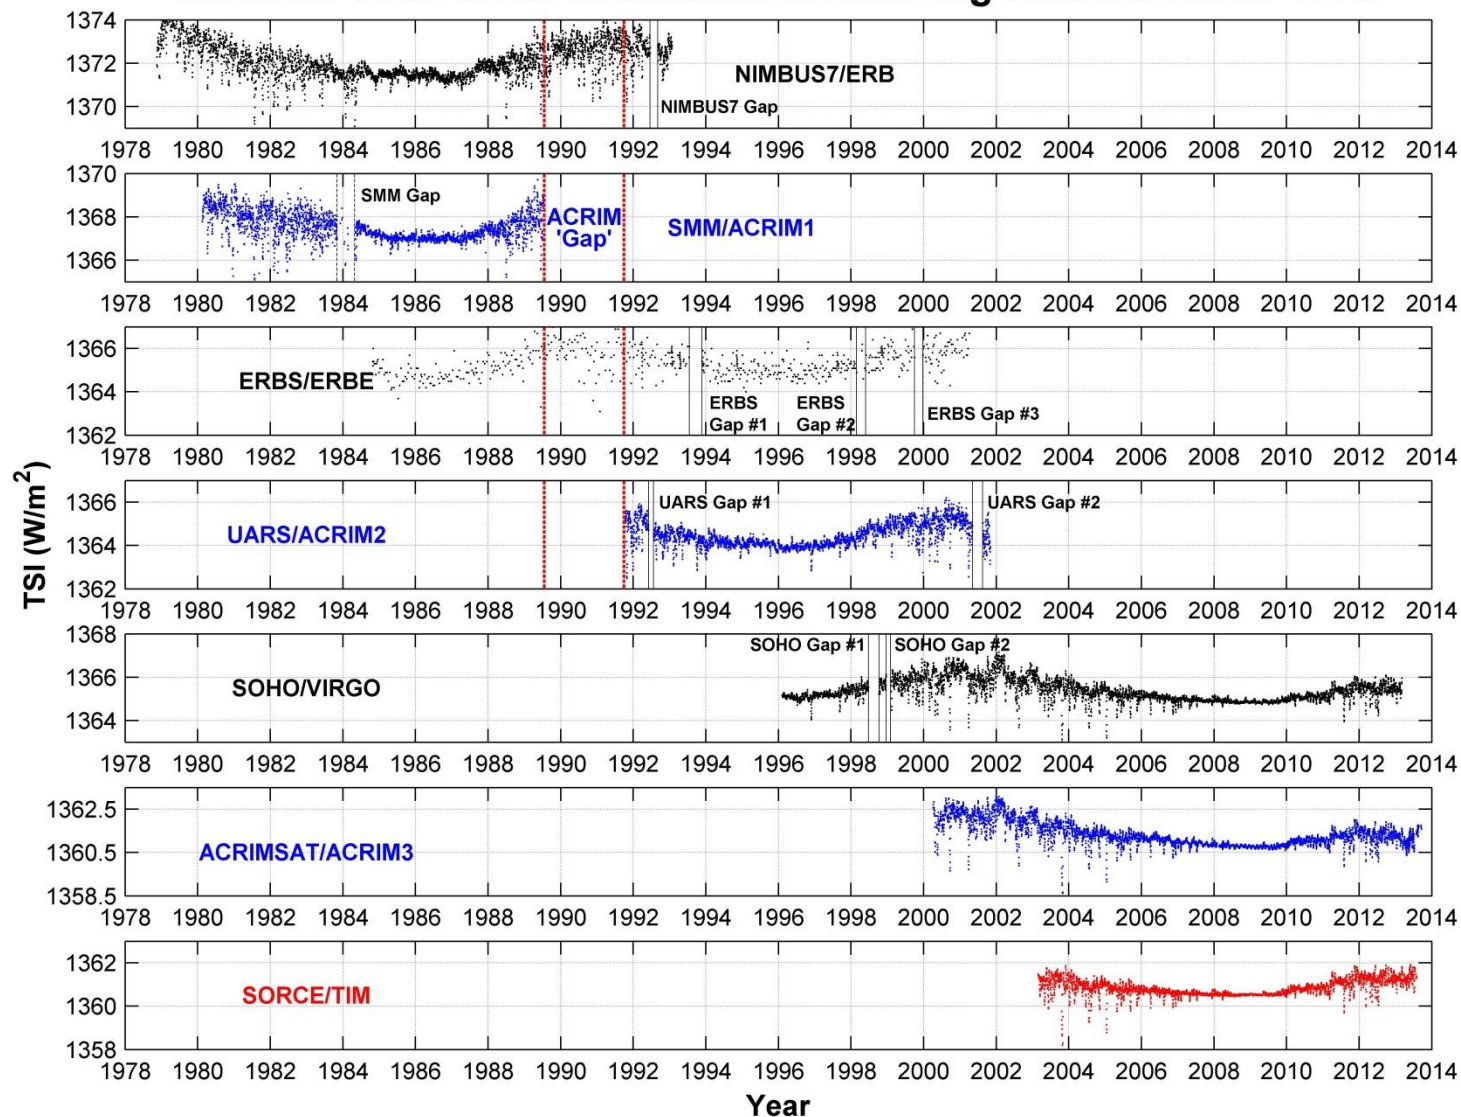 1374
1372
1370
NIMBUS7/ERB
NIMBUS7 Gap
1978 1980 1982 1984 1986 1988 1990 1992 1994 1996 1998 2000 2002 2004 2006 2008 2010 2012 2014
1370
1368
1366
SMM Gap
ACRIM
'Gap'
SMM/ACRIM1
1978 1980 1982 1984 1986 1988 1990 1992 1994 1996 1998 2000 2002 2004 2006 2008 2010 2012 2014
1366
1364
1362
ERBS/ERBE
ERBS
Gap #1
ERBS
Gap #2
ERBS Gap #3
1978 1980 1982 1984 1986 1988 1990 1992 1994 1996 1998 2000 2002 2004 2006 2008 2010 2012 2014
TSI (W/m²)
1366
1364
1362
UARS/ACRIM2
UARS Gap #1
UARS Gap #2
1978 1980 1982 1984 1986 1988 1990 1992 1994 1996 1998 2000 2002 2004 2006 2008 2010 2012 2014
1368
1366
1364
SOHO/VIRGO
SOHO Gap #1
SOHO Gap #2
1978 1980 1982 1984 1986 1988 1990 1992 1994 1996 1998 2000 2002 2004 2006 2008 2010 2012 2014
1362.5
1360.5
1358.5
ACRIMSAT/ACRIM3
1978 1980 1982 1984 1986 1988 1990 1992 1994 1996 1998 2000 2002 2004 2006 2008 2010 2012 2014
1362
1360
1358
SORCE/TIM
1978 1980 1982 1984 1986 1988 1990 1992 1994 1996 1998 2000 2002 2004 2006 2008 2010 2012 2014
Year